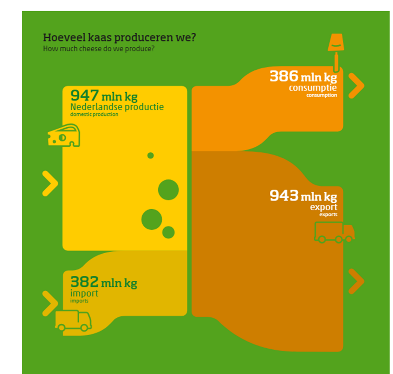 Hoeveel kaas produceren we?
How much cheese do we produce?
947 mln kg
Nederlandse productie
domestic production
386 mln kg
consumptie
consumption
943 mln kg
export
exports
382 mln kg
import
imports